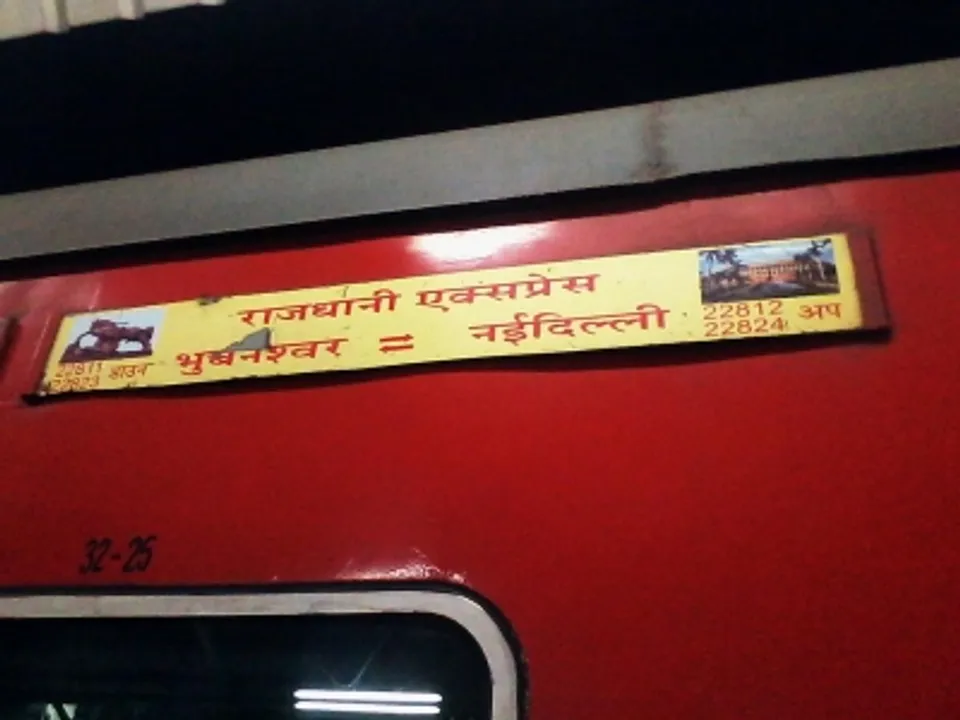 राजधानी एक्सप्रेस
भुवनेश्वर ⇌ नईदिल्ली
22811
22823 डाउन
22812
22824 अप
32-25